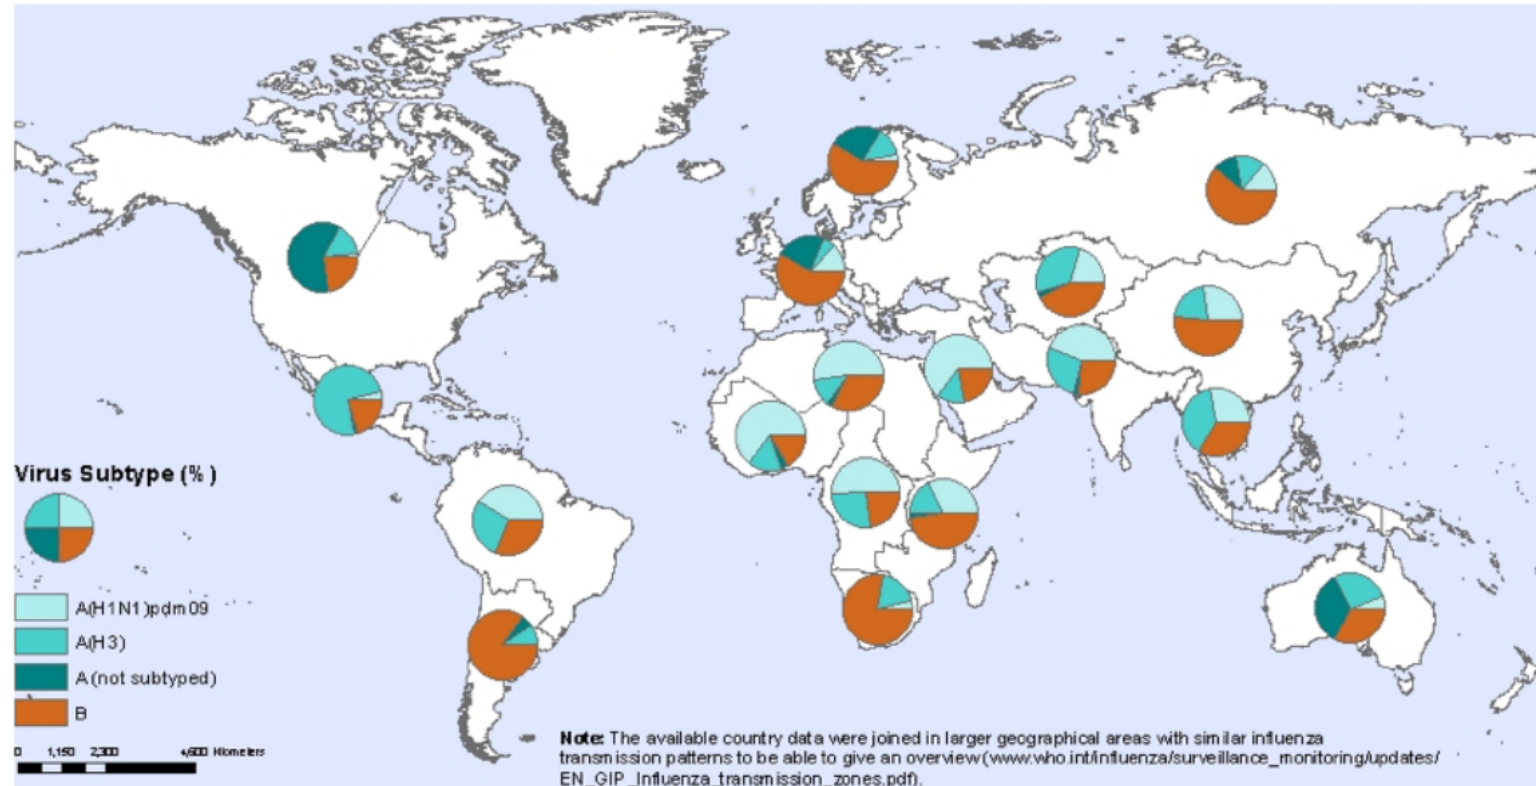 Virus Subtype (%)
A(H1N1)pdm09
A(H3)
A (not subtyped)
B
0 1,150 2,300 4,600 Kilometers
Note: The available country data were joined in larger geographical areas with similar influenza
transmission patterns to be able to give an overview (www.who.int/influenza/surveillance_monitoring/updates/
EN_GIP_Influenza_transmission_zones.pdf).